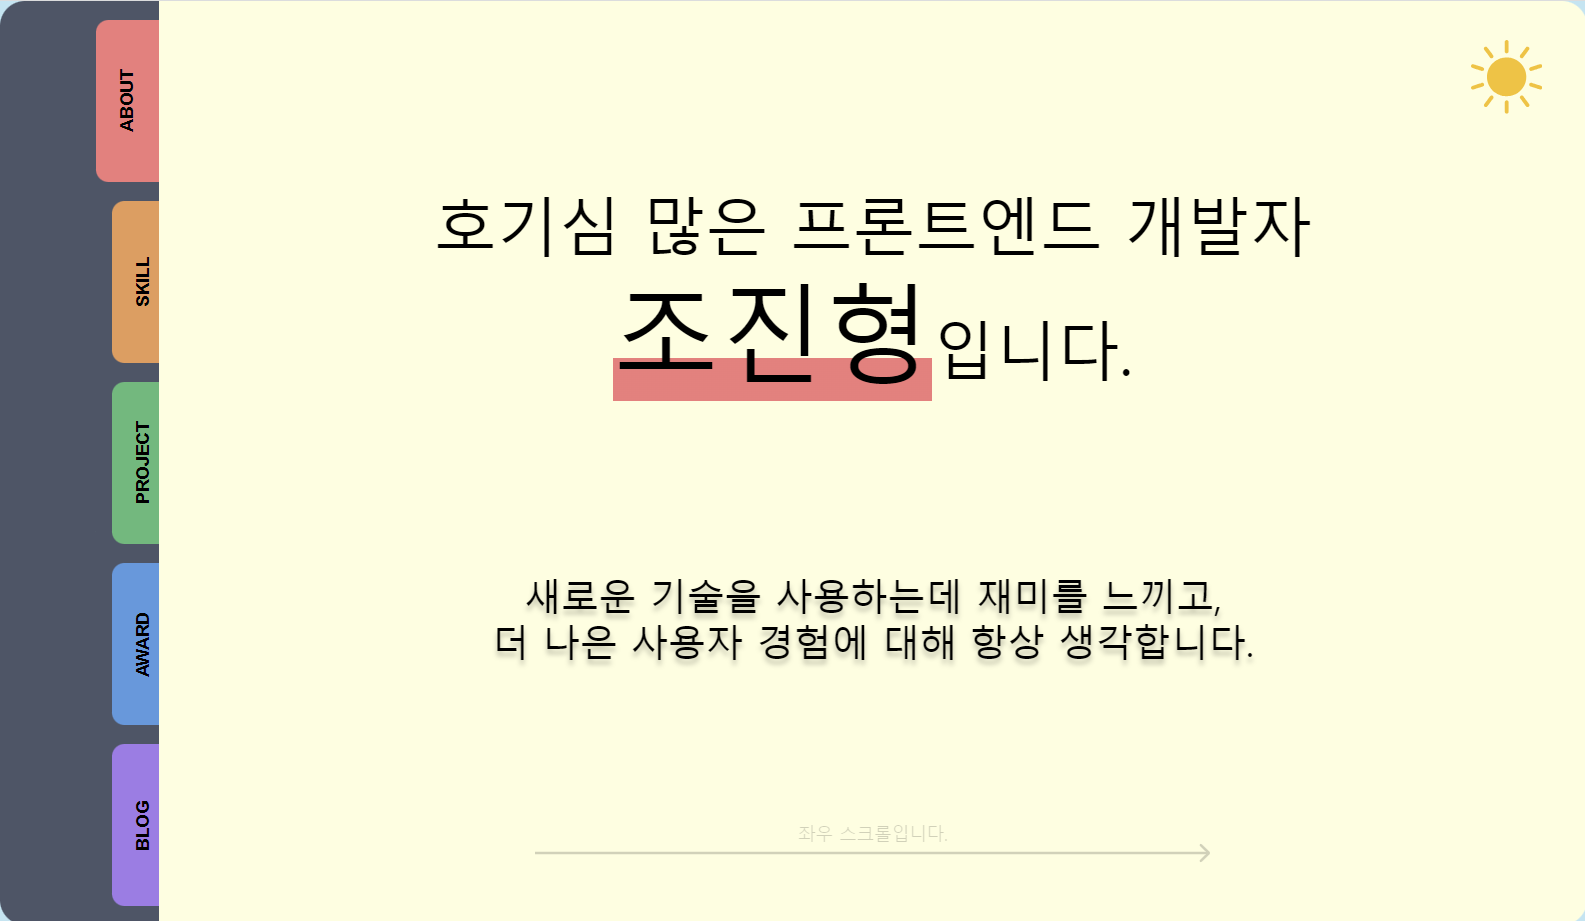 ABOUT
SKILL
PROJECT
AWARD
BLOG
호기심 많은 프론트엔드 개발자
조진형입니다.
새로운 기술을 사용하는데 재미를 느끼고,
더 나은 사용자 경험에 대해 항상 생각합니다.
좌우 스크롤입니다.